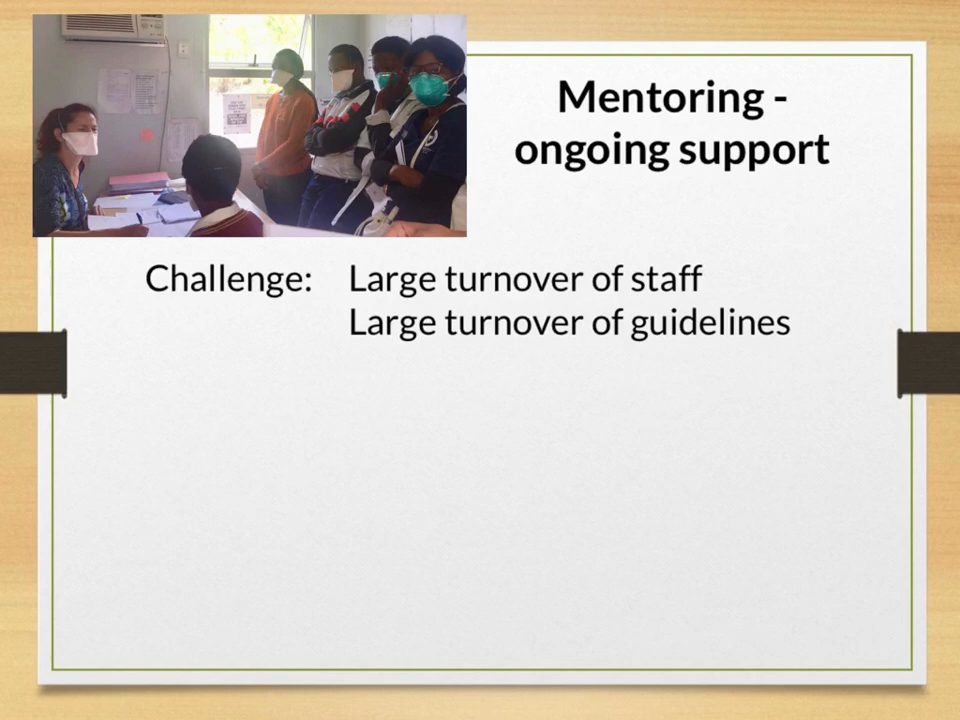 Mentoring -
ongoing support
Challenge: Large turnover of staff
Large turnover of guidelines